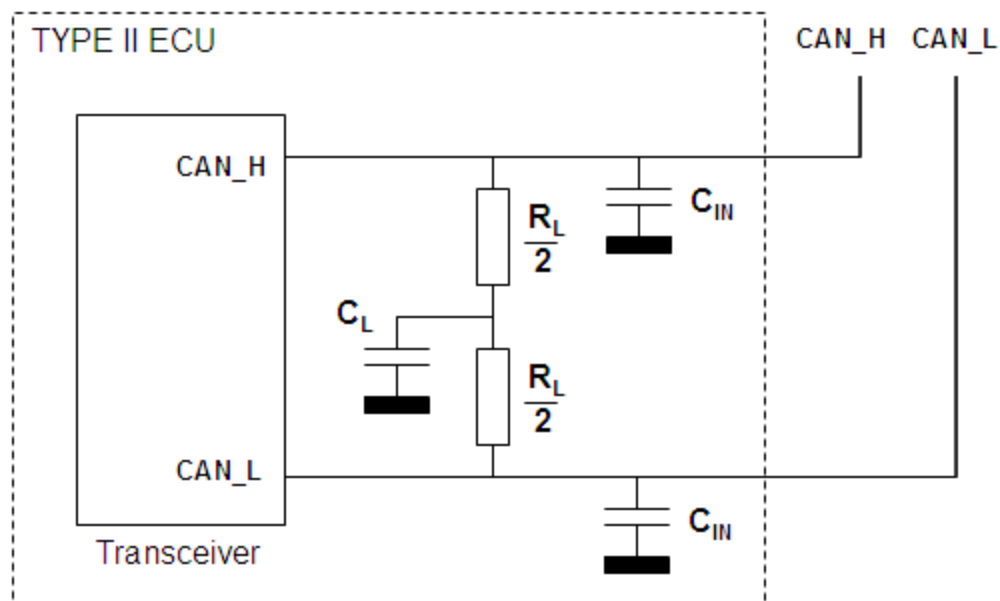 TYPE II ECU
CAN_H CAN_L
CAN_H
C_IN
R_L
2
C_L
R_L
2
CAN_L
C_IN
Transceiver